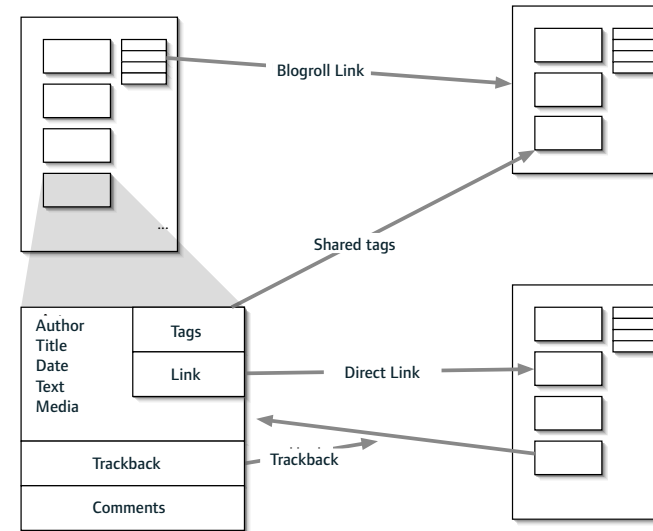 Blogroll Link
...
Shared tags
Author
Title
Date
Text
Media
Tags
Link
Direct Link
Trackback
Trackback
Comments